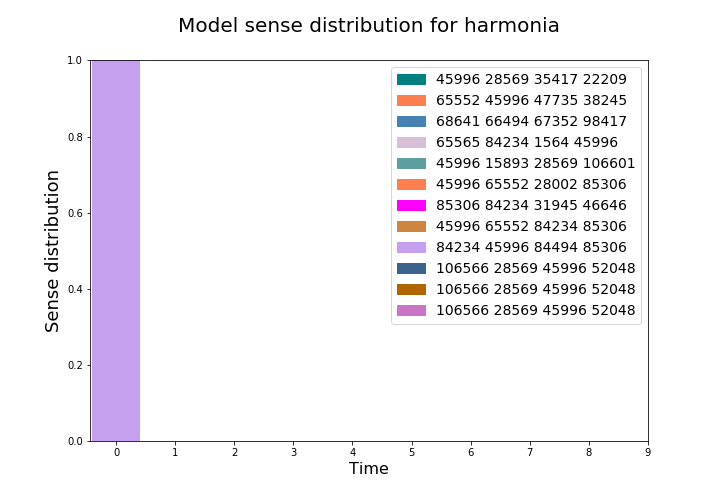 Model sense distribution for harmonia
1.0
0.8
0.6
0.4
0.2
0.0
Sense distribution
45996 28569 35417 22209
65552 45996 47735 38245
68641 66494 67352 98417
65565 84234 1564 45996
45996 15893 28569 106601
45996 65552 28002 85306
85306 84234 31945 46646
45996 65552 84234 85306
84234 45996 84494 85306
106566 28569 45996 52048
106566 28569 45996 52048
106566 28569 45996 52048
0 1 2 3 4 5 6 7 8 9
Time